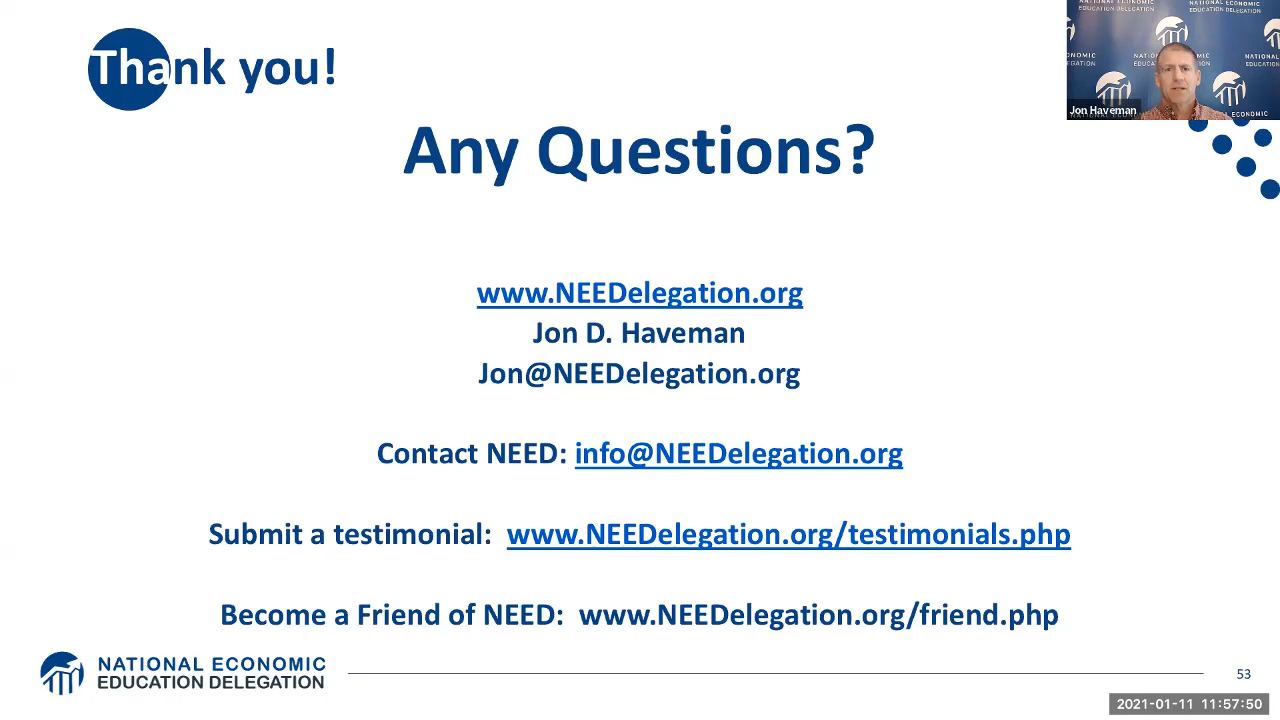 Thank you!
Any Questions?
www.NEEDelegation.org
Jon D. Haveman
Jon@NEEDelegation.org
Contact NEED: info@NEEDelegation.org
Submit a testimonial: www.NEEDelegation.org/testimonials.php
Become a Friend of NEED: www.NEEDelegation.org/friend.php
NATIONAL ECONOMIC
EDUCATION DELEGATION
53
2021-01-11 11:57:50
Jon Haveman